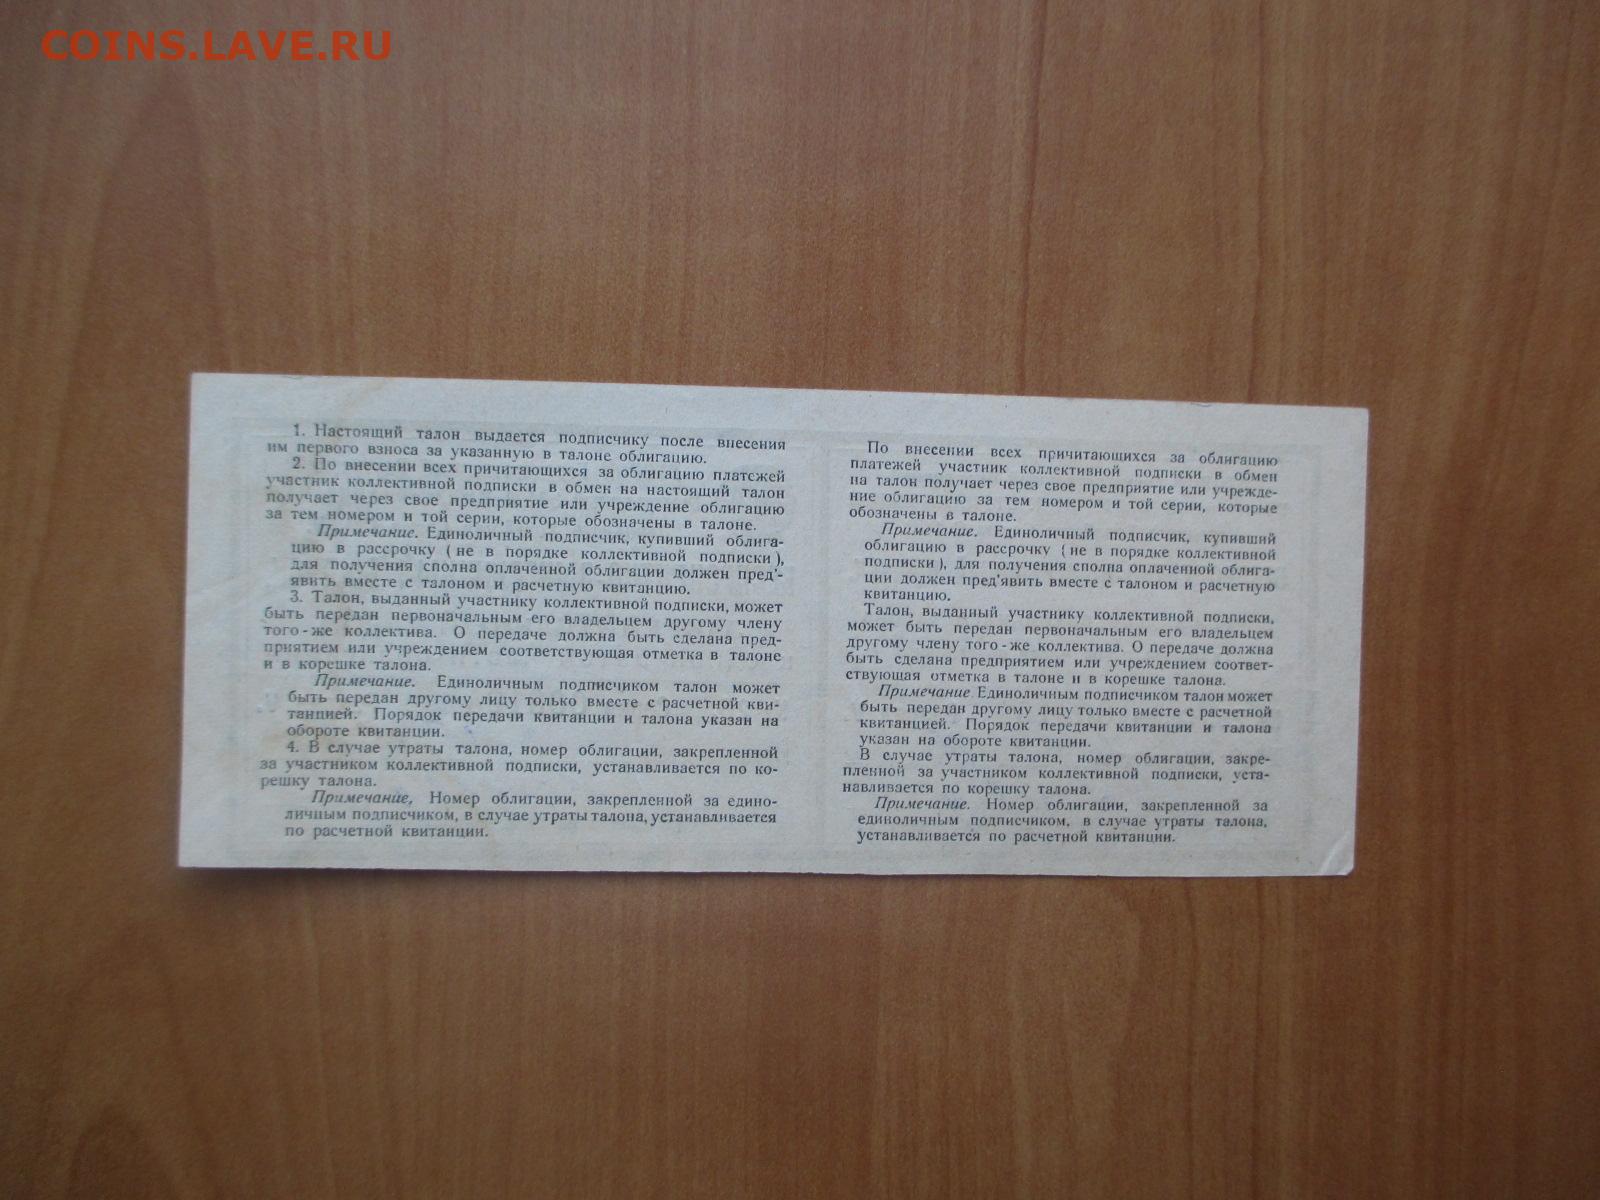 COINS.LAVE.RU
1. Настоящий талон выдается подписчику после внесения
им первого взноса за указанную в талоне облигацию.
2. По внесении всех причитающихся за облигацию платежей
участник коллективной подписки в обмен на настоящий талон
получает через свое предприятие или учреждение облигацию
за тем номером и той серии, которые обозначены в талоне.
Примечание. Единоличный подписчик, купивший облига-
цию в рассрочку (не в порядке коллективной подписки),
для получения сполна оплаченной облигации должен пред'-
явить вместе с талоном и расчетную квитанцию.
3. Талон, выданный участнику коллективной подписки, может
быть передан первоначальным его владельцем другому члену
того-же коллектива. О передаче должна быть сделана пред-
приятием или учреждением соответствующая отметка в талоне
и в корешке талона.
Примечание. Единоличным подписчиком талон может
быть передан другому лицу только вместе с расчетной кви-
танцией. Порядок передачи квитанции и талона указан на
обороте квитанции.
4. В случае утраты талона, номер облигации, закрепленной
за участником коллективной подписки, устанавливается по ко-
решку талона.
Примечание, Номер облигации, закрепленной за едино-
личным подписчиком, в случае утраты талона, устанавливается
по расчетной квитанции.
По внесении всех причитающихся за облигацию
платежей участник коллективной подписки в обмен
на талон получает через свое предприятие или учрежде-
ние облигацию за тем номером и той серии, которые
обозначены в талоне.
Примечание. Единоличный подписчик, купивший
облигацию в рассрочку (не в порядке коллективной
подписки), для получения сполна оплаченной облига-
ции должен пред'явить вместе с талоном и расчетную
квитанцию.
Талон, выданный участнику коллективной подписки,
может быть передан первоначальным его владельцем
другому члену того-же коллектива. О передаче должна
быть сделана предприятием или учреждением соответ-
ствующая отметка в талоне и в корешке талона.
Примечание Единоличным подписчиком талон может
быть передан другому лицу только вместе с расчетной
квитанцией. Порядок передачи квитанции и талона
указан на обороте квитанции.
В случае утраты талона, номер облигации, закре-
пленной за участником коллективной подписки, уста-
навливается по корешку талона.
Примечание. Номер облигации, закрепленной за
единоличным подписчиком, в случае утраты талона,
устанавливается по расчетной квитанции.